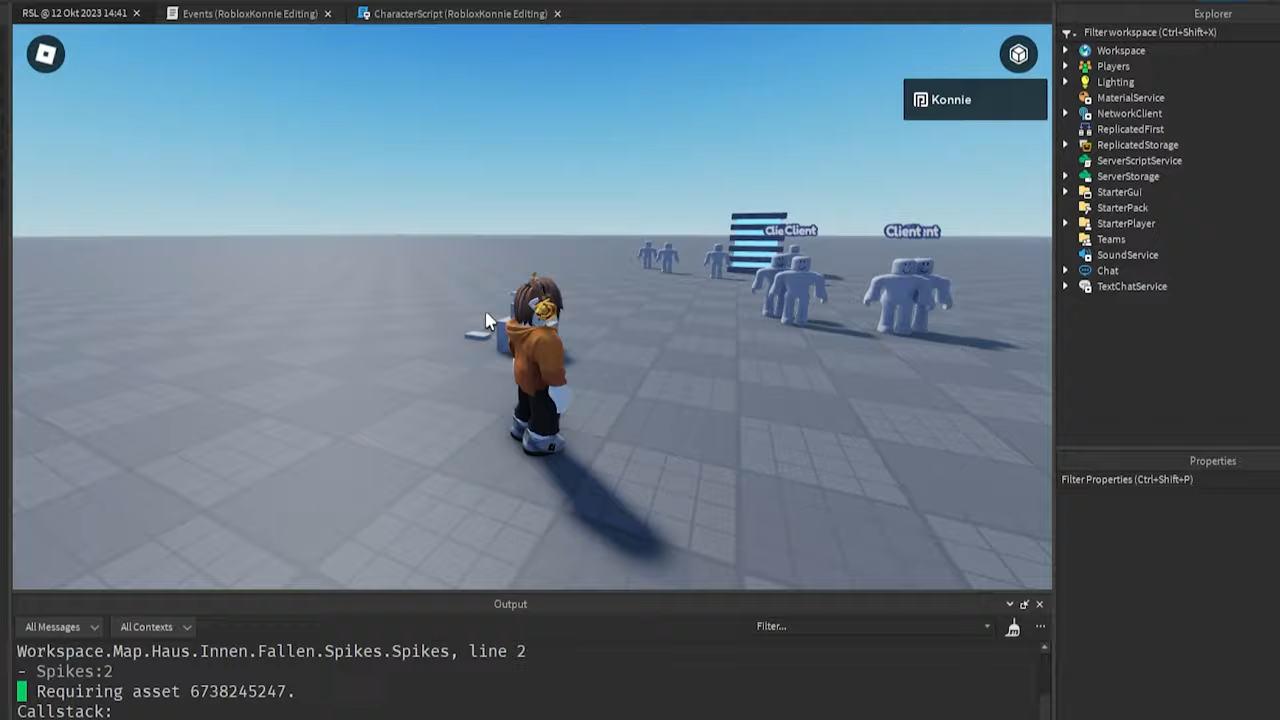 RSL @ 12 Okt 2023 14:41
Events (RobloxKonnie Editing)
CharacterScript (RobloxKonnie Editing)
Explorer
Filter workspace (Ctrl+Shift+X)
Workspace
Players
Lighting
MaterialService
NetworkClient
ReplicatedFirst
ReplicatedStorage
ServerScriptService
ServerStorage
StarterGui
StarterPack
StarterPlayer
Teams
SoundService
Chat
TextChatService
Konnie
Client
Client
Properties
Filter Properties (Ctrl+Shift+P)
Output
All Messages
All Contexts
Filter...
Workspace.Map.Haus.Innen.Fallen.Spikes.Spikes, line 2
- Spikes:2
Requiring asset 6738245247.
Callstack: